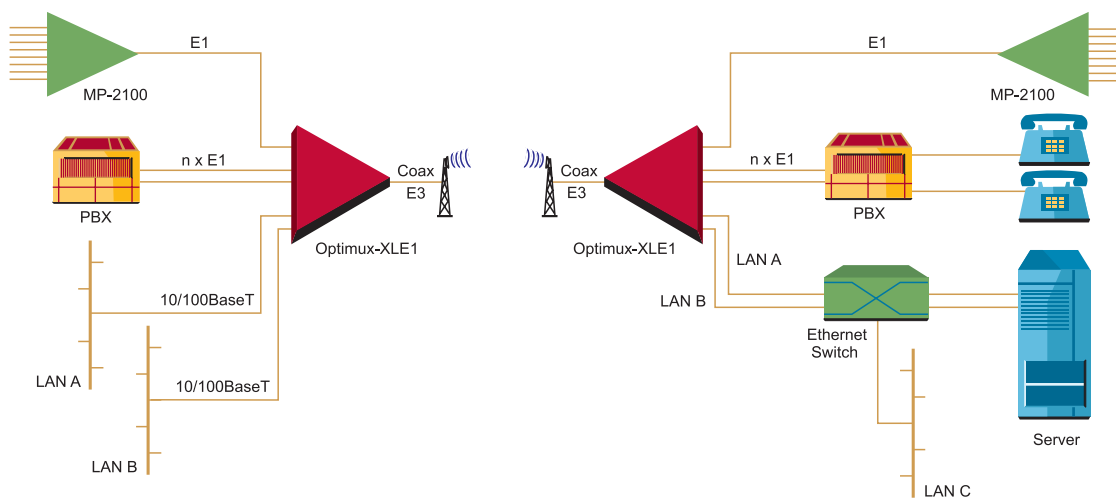 E1
MP-2100
n x E1
PBX
Coax
E3
Optimux-XLE1
10/100BaseT
LAN A
10/100BaseT
LAN B
E1
MP-2100
Coax
E3
n x E1
PBX
Optimux-XLE1
LAN A
LAN B
Ethernet
Switch
Server
LAN C